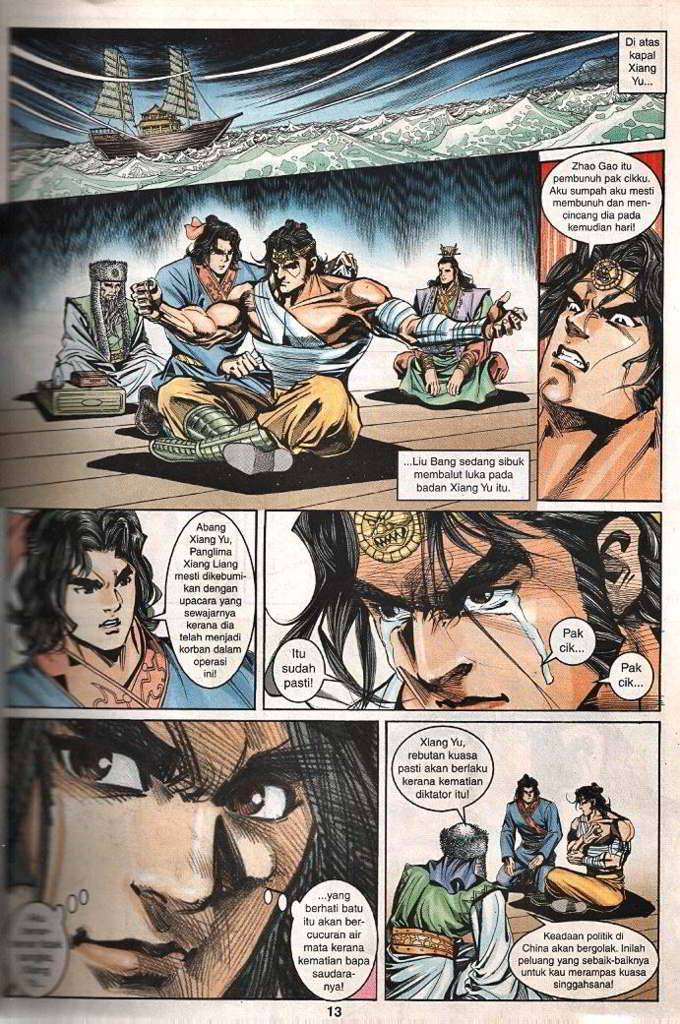 Di atas
kapal
Xiang
Yu...
Zhao Gao itu
pembunuh pak cikku.
Aku sumpah aku mesti
membunuh dan men-
cincang dia pada
kemudian hari!
...Liu Bang sedang sibuk
membalut luka pada
badan Xiang Yu itu.
Abang
Xiang Yu,
Panglima
Xiang Liang
mesti dikebumi-
kan dengan
upacara yang
sewajarnya
kerana dia
telah menjadi
korban dalam
operasi
ini!
Itu
sudah
pasti!
Pak
cik...
Pak
cik...
...yang
berhati batu
itu akan ber-
cucuran air
mata kerana
kematian bapa
saudara-
nya!
Xiang Yu,
rebutan kuasa
pasti akan berlaku
kerana kematian
diktator itu!
Keadaan politik di
China akan bergolak. Inilah
peluang yang sebaik-baiknya
untuk kau merampas kuasa
singgahsana!
13